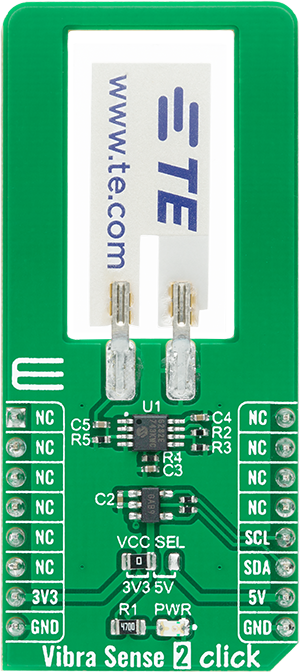 TE
www.te.com
U1
C5
C4
R5
R2
R3
R4
C3
NC
NC
NC
NC
NC
NC
3V3
GND
NC
NC
NC
NC
SCL
SDA
5V
GND
C2
VCC SEL
0
3V3 5V
R1
4700
PWR
Vibra Sense 2 click